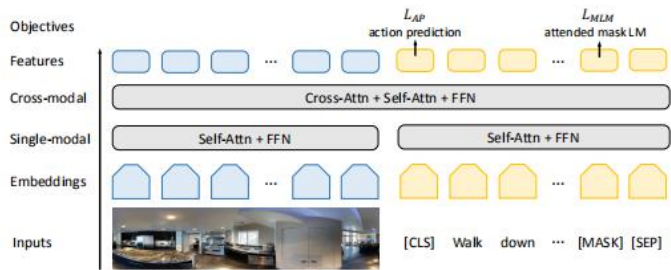 Objectives
L_AP
action prediction
L_MLM
attended mask LM
Features
...
...
Cross-modal
Cross-Attn + Self-Attn + FFN
Single-modal
Self-Attn + FFN
Self-Attn + FFN
Embeddings
...
...
Inputs
[CLS] Walk down ... [MASK] [SEP]